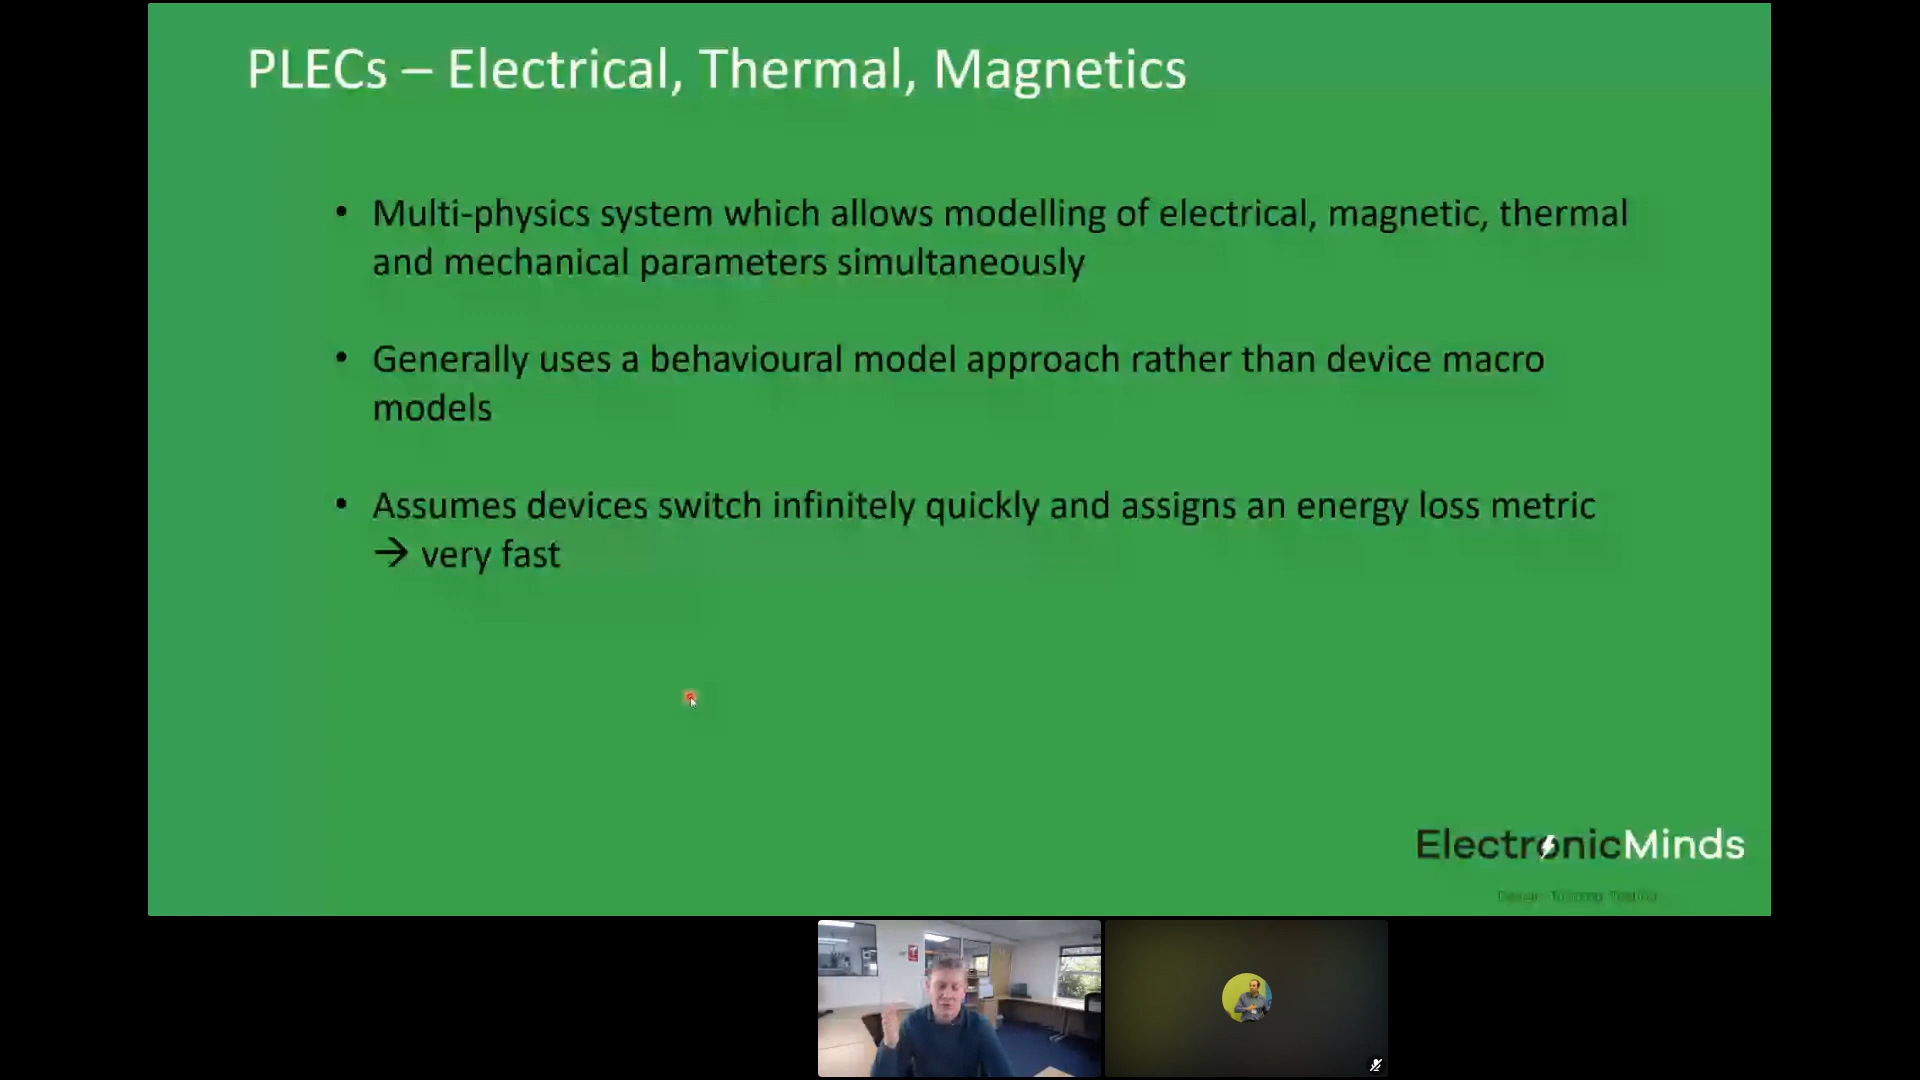 PLECs – Electrical, Thermal, Magnetics
• Multi-physics system which allows modelling of electrical, magnetic, thermal
and mechanical parameters simultaneously
• Generally uses a behavioural model approach rather than device macro
models
• Assumes devices switch infinitely quickly and assigns an energy loss metric
→ very fast
ElectronicMinds